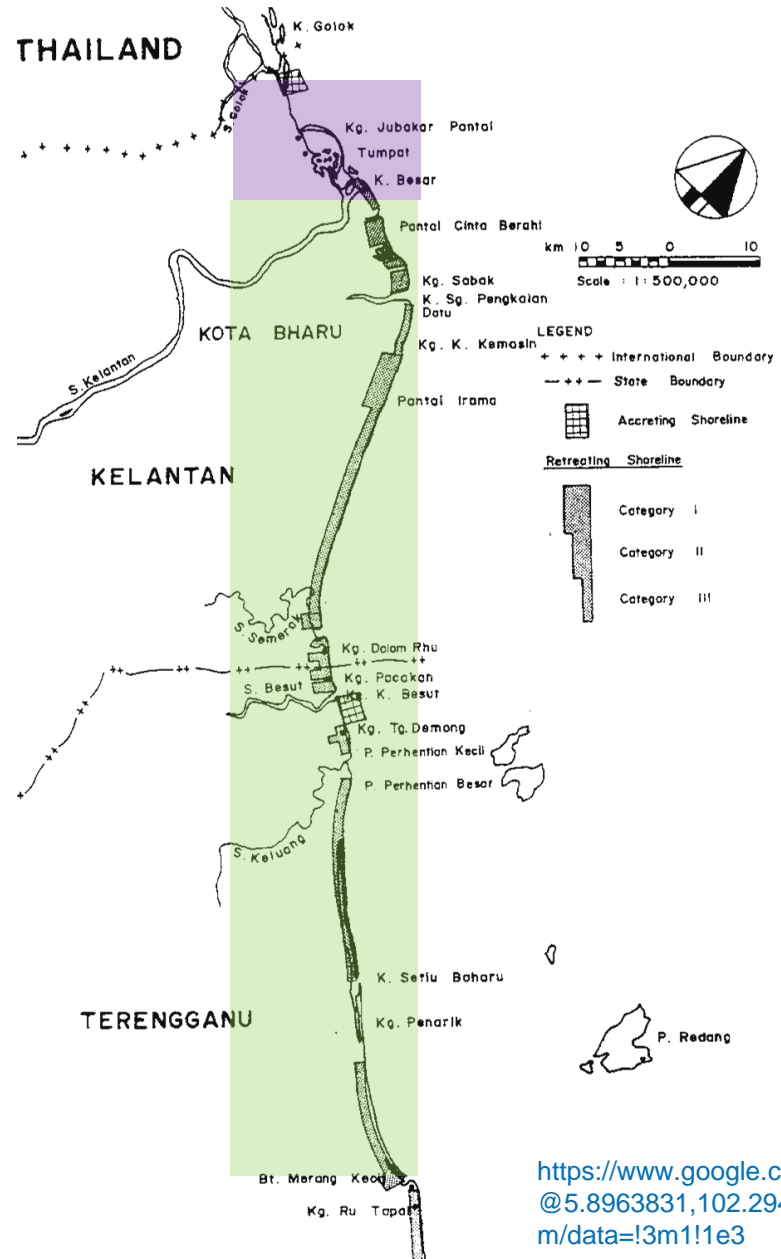 K. Golok
THAILAND
S. Golok
Kg. Jubakar Pantai
Tumpat
K. Besar
Pantai Cinta Berahi
km 10 5 0 10
Scale : 1: 500,000
Kg. Sabak
K. Sg. Pengkalan
Datu
KOTA BHARU
LEGEND
Kg. K. Kemasin
++++ International Boundary
—++— State Boundary
S. Kelantan
Pantai Irama
Accreting Shoreline
KELANTAN
Retreating Shoreline
Category I
Category II
Category III
S. Semerak
Kg. Dalam Rhu
Kg. Pacakan
S. Besut
Kg. K. Besut
Kg. Tg. Demong
P. Perhentian Kecil
P. Perhentian Besar
S. Keluang
K. Setiu Baharu
TERENGGANU
Kg. Penarik
P. Redang
Bt. Merang Keci
Kg. Ru Tapai
https://www.google.c
@5.8963831,102.294
m/data=!3m1!1e3